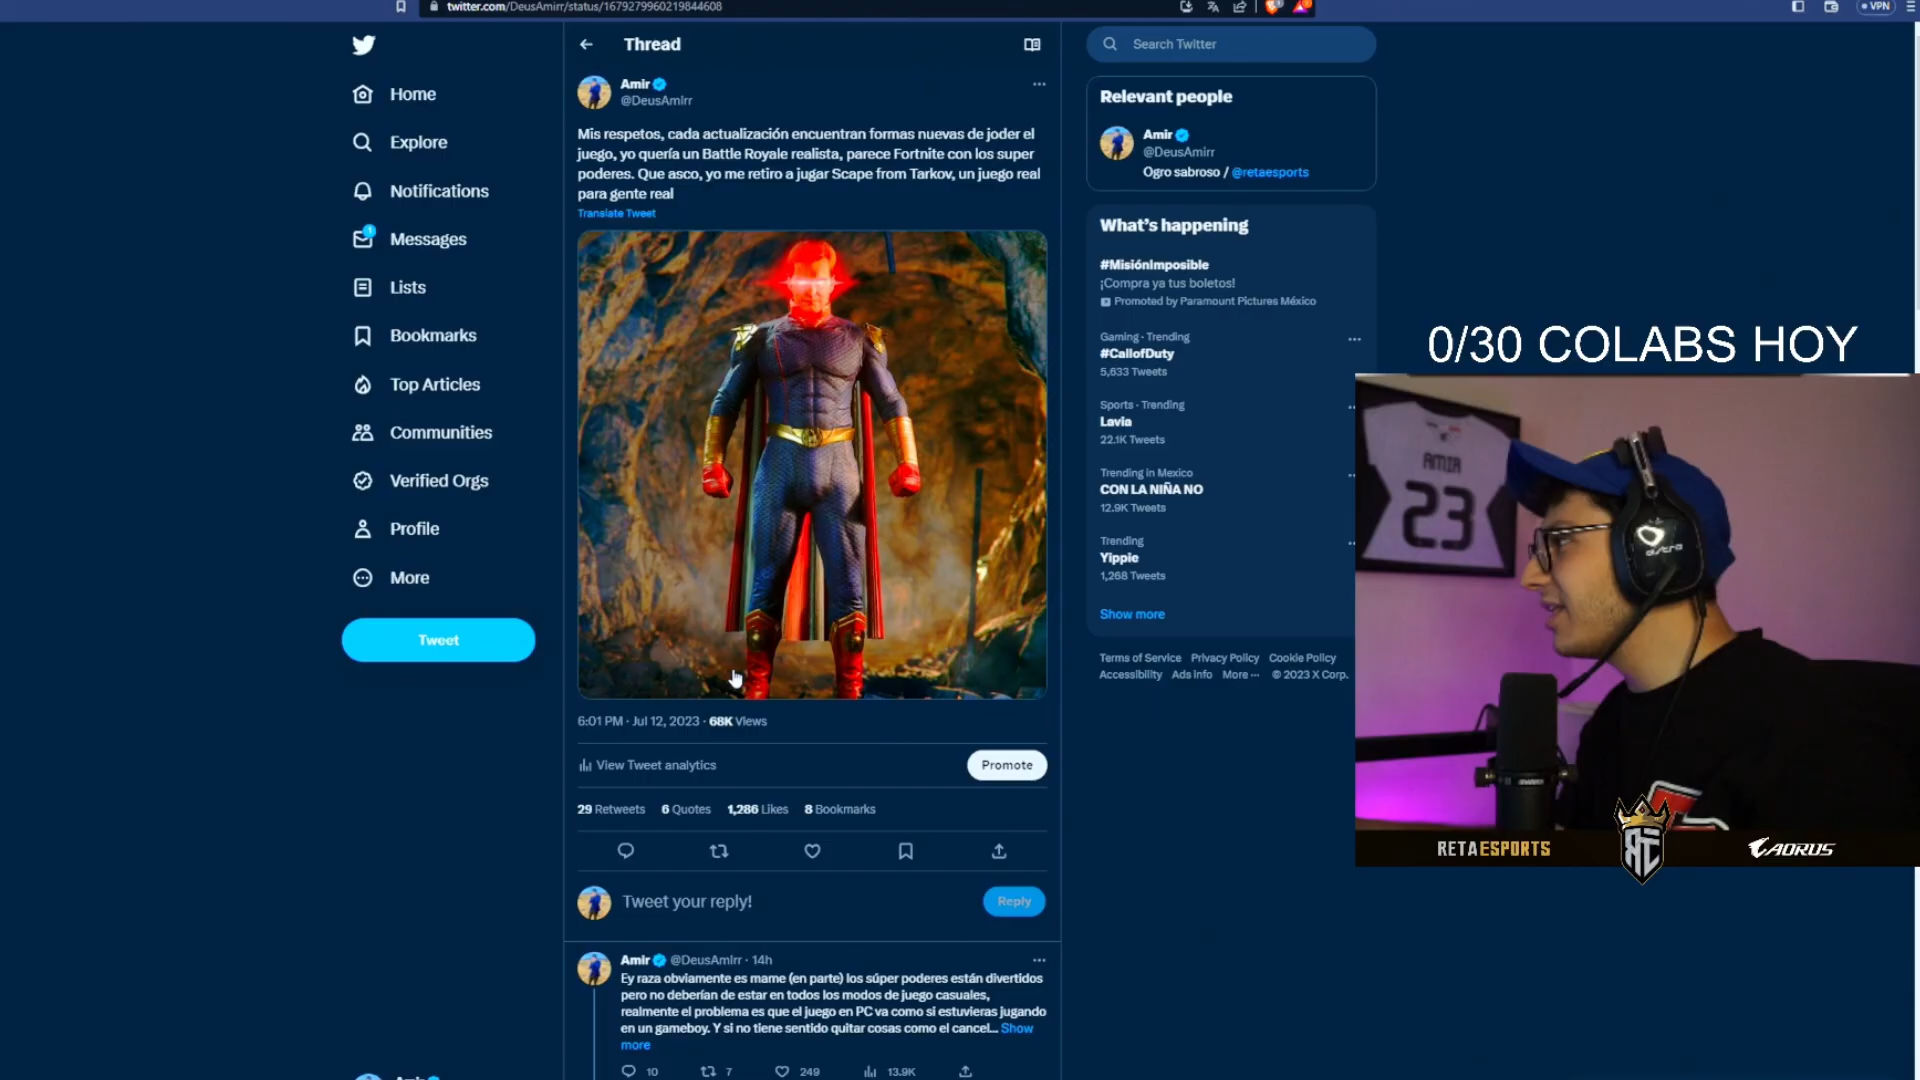 twitter.com/DeusAmirr/status/1679279960219844608
VPN
Home
Explore
Notifications
1
Messages
Lists
Bookmarks
Top Articles
Communities
Verified Orgs
Profile
More
Tweet
Thread
Amir
@DeusAmirr
Mis respetos, cada actualización encuentran formas nuevas de joder el
juego, yo quería un Battle Royale realista, parece Fortnite con los super
poderes. Que asco, yo me retiro a jugar Scape from Tarkov, un juego real
para gente real
Translate Tweet
6:01 PM · Jul 12, 2023 · 68K Views
View Tweet analytics
Promote
29 Retweets 6 Quotes 1,286 Likes 8 Bookmarks
Tweet your reply!
Reply
Amir @DeusAmirr · 14h
Ey raza obviamente es mame (en parte) los súper poderes están divertidos
pero no deberían de estar en todos los modos de juego casuales,
realmente el problema es que el juego en PC va como si estuvieras jugando
en un gameboy. Y si no tiene sentido quitar cosas como el cancel... Show
more
10 7 249 13.9K
Search Twitter
Relevant people
Amir
@DeusAmirr
Ogro sabroso / @retaesports
What's happening
#MisiónImposible
¡Compra ya tus boletos!
Promoted by Paramount Pictures México
Gaming · Trending
#CallofDuty
5,633 Tweets
Sports · Trending
Lavia
22.1K Tweets
Trending in Mexico
CON LA NIÑA NO
12.9K Tweets
Trending
Yippie
1,268 Tweets
Show more
Terms of Service Privacy Policy Cookie Policy
Accessibility Ads info More ··· © 2023 X Corp.
0/30 COLABS HOY
AMIR
23
astro
RETAESPORTS
AORUS